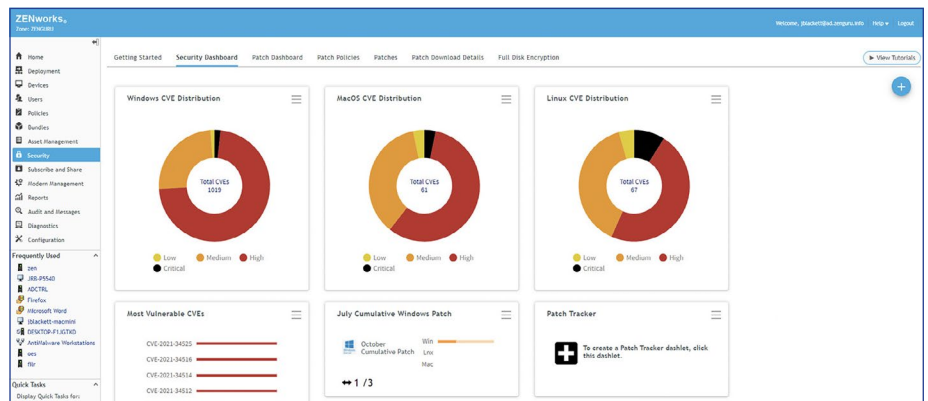 ZENworks®
Zone: ZENGURU
Welcome, jblackett@ad.zenguru.info Help Logout
Home
Deployment
Devices
Users
Policies
Bundles
Asset Management
Security
Subscribe and Share
Modern Management
Reports
Audit and Messages
Diagnostics
Configuration
Frequently Used
zen
JRB-P5540
ADCTRL
Firefox
Microsoft Word
jblackett-macmini
AntiMalware Workstations
oes
filr
Quick Tasks
Display Quick Tasks for:
Getting Started Security Dashboard Patch Dashboard Patch Policies Patches Patch Download Details Full Disk Encryption
View Tutorials
Windows CVE Distribution
Total CVEs
1019
Low Medium High
Critical
MacOS CVE Distribution
Total CVEs
61
Low Medium High
Critical
Linux CVE Distribution
Total CVEs
67
Low Medium High
Critical
Most Vulnerable CVEs
CVE-2021-34525
CVE-2021-34516
CVE-2021-34514
CVE-2021-34512
July Cumulative Windows Patch
October
Cumulative Patch
Win
Lnx
Mac
1 /3
Patch Tracker
To create a Patch Tracker dashlet, click
this dashlet.